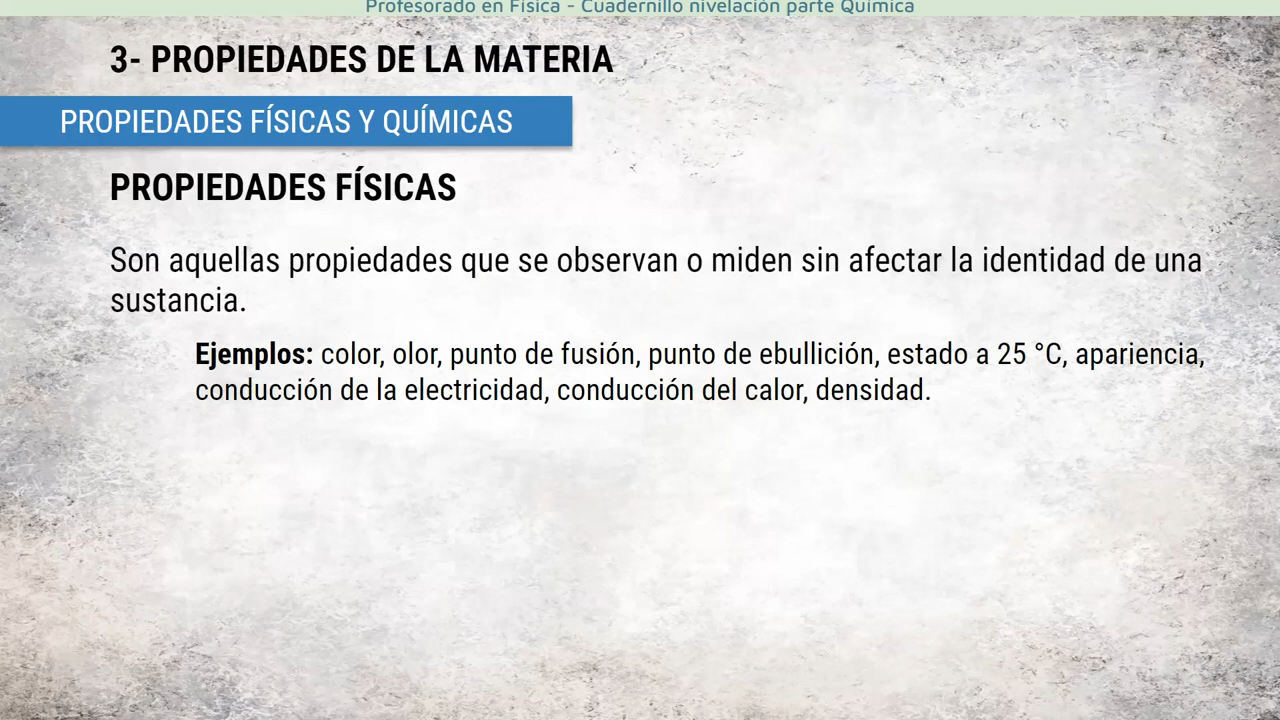 Profesorado en Física - Cuadernillo nivelación parte Química
3- PROPIEDADES DE LA MATERIA
PROPIEDADES FÍSICAS Y QUÍMICAS
PROPIEDADES FÍSICAS
Son aquellas propiedades que se observan o miden sin afectar la identidad de una
sustancia.
Ejemplos: color, olor, punto de fusión, punto de ebullición, estado a 25 °C, apariencia,
conducción de la electricidad, conducción del calor, densidad.